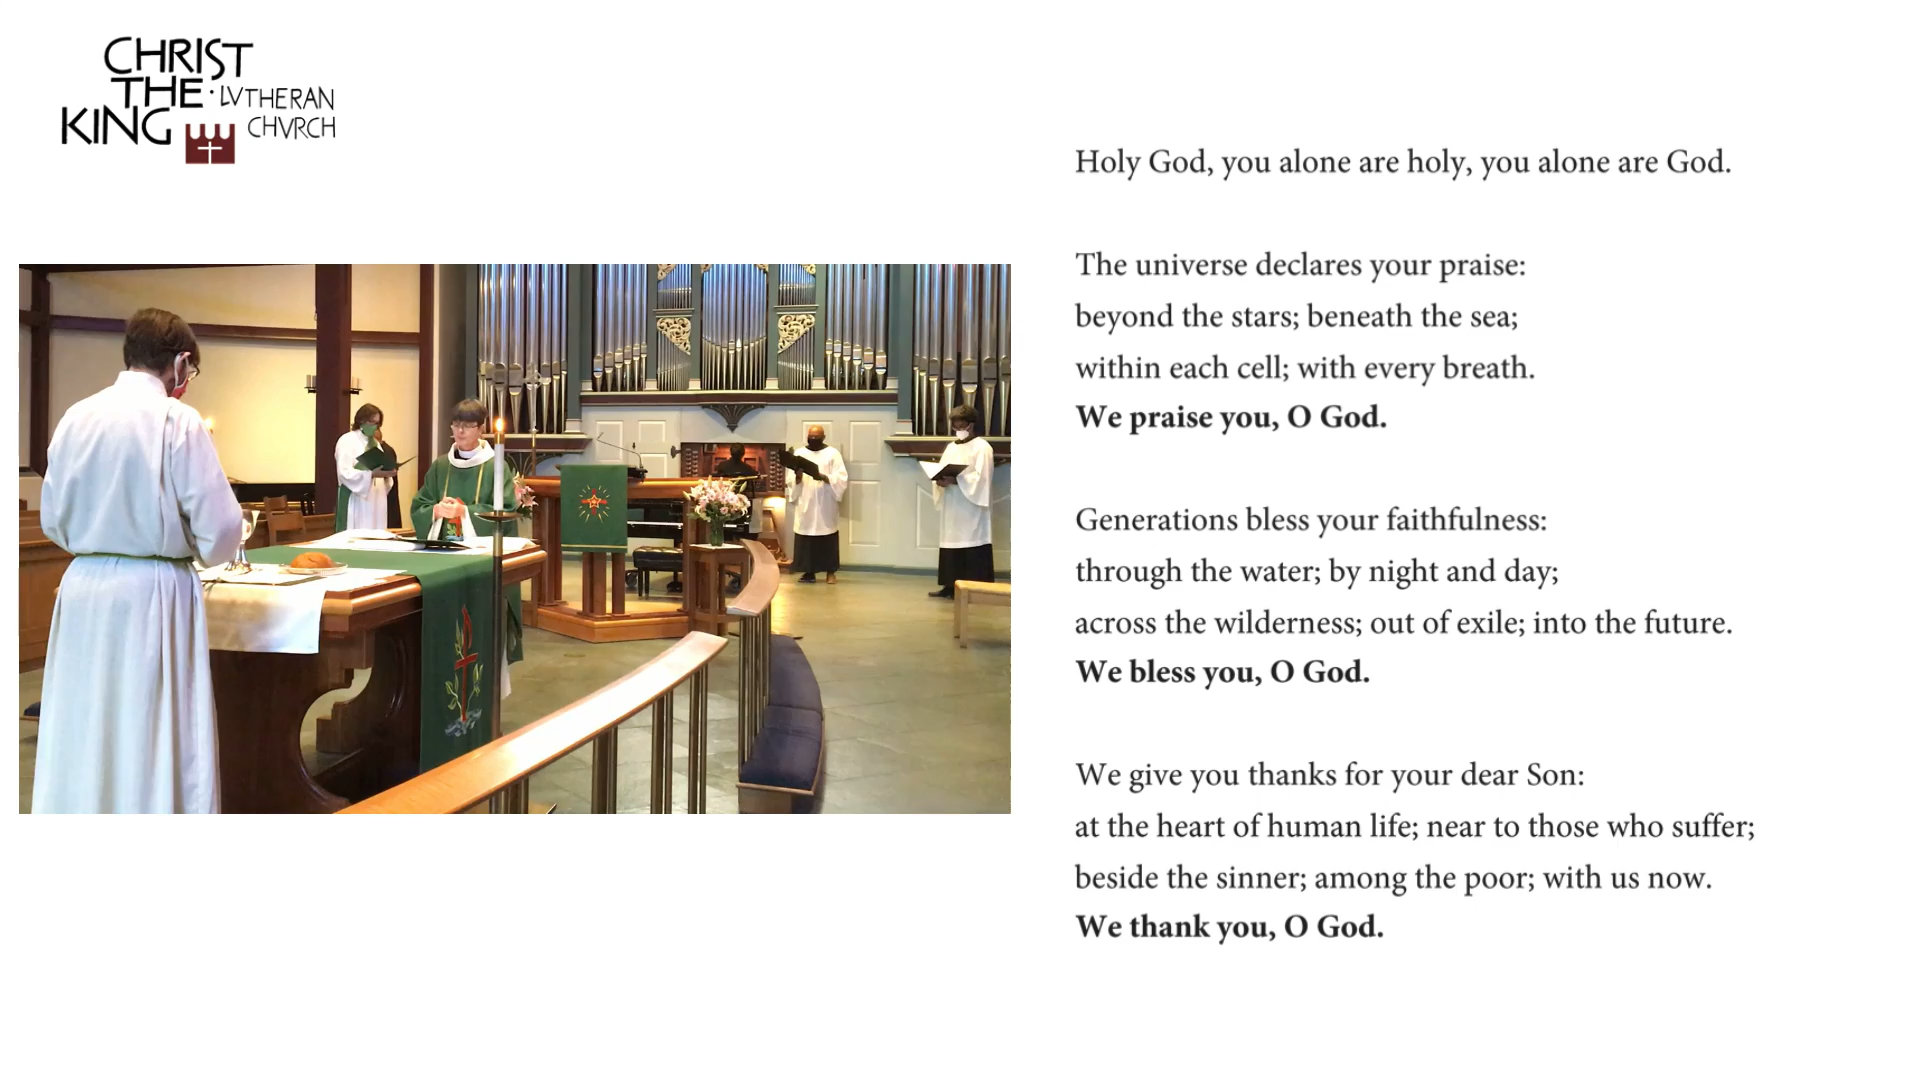 CHRIST
THE · LVTHERAN
KING CHVRCH
Holy God, you alone are holy, you alone are God.
The universe declares your praise:
beyond the stars; beneath the sea;
within each cell; with every breath.
We praise you, O God.
Generations bless your faithfulness:
through the water; by night and day;
across the wilderness; out of exile; into the future.
We bless you, O God.
We give you thanks for your dear Son:
at the heart of human life; near to those who suffer;
beside the sinner; among the poor; with us now.
We thank you, O God.